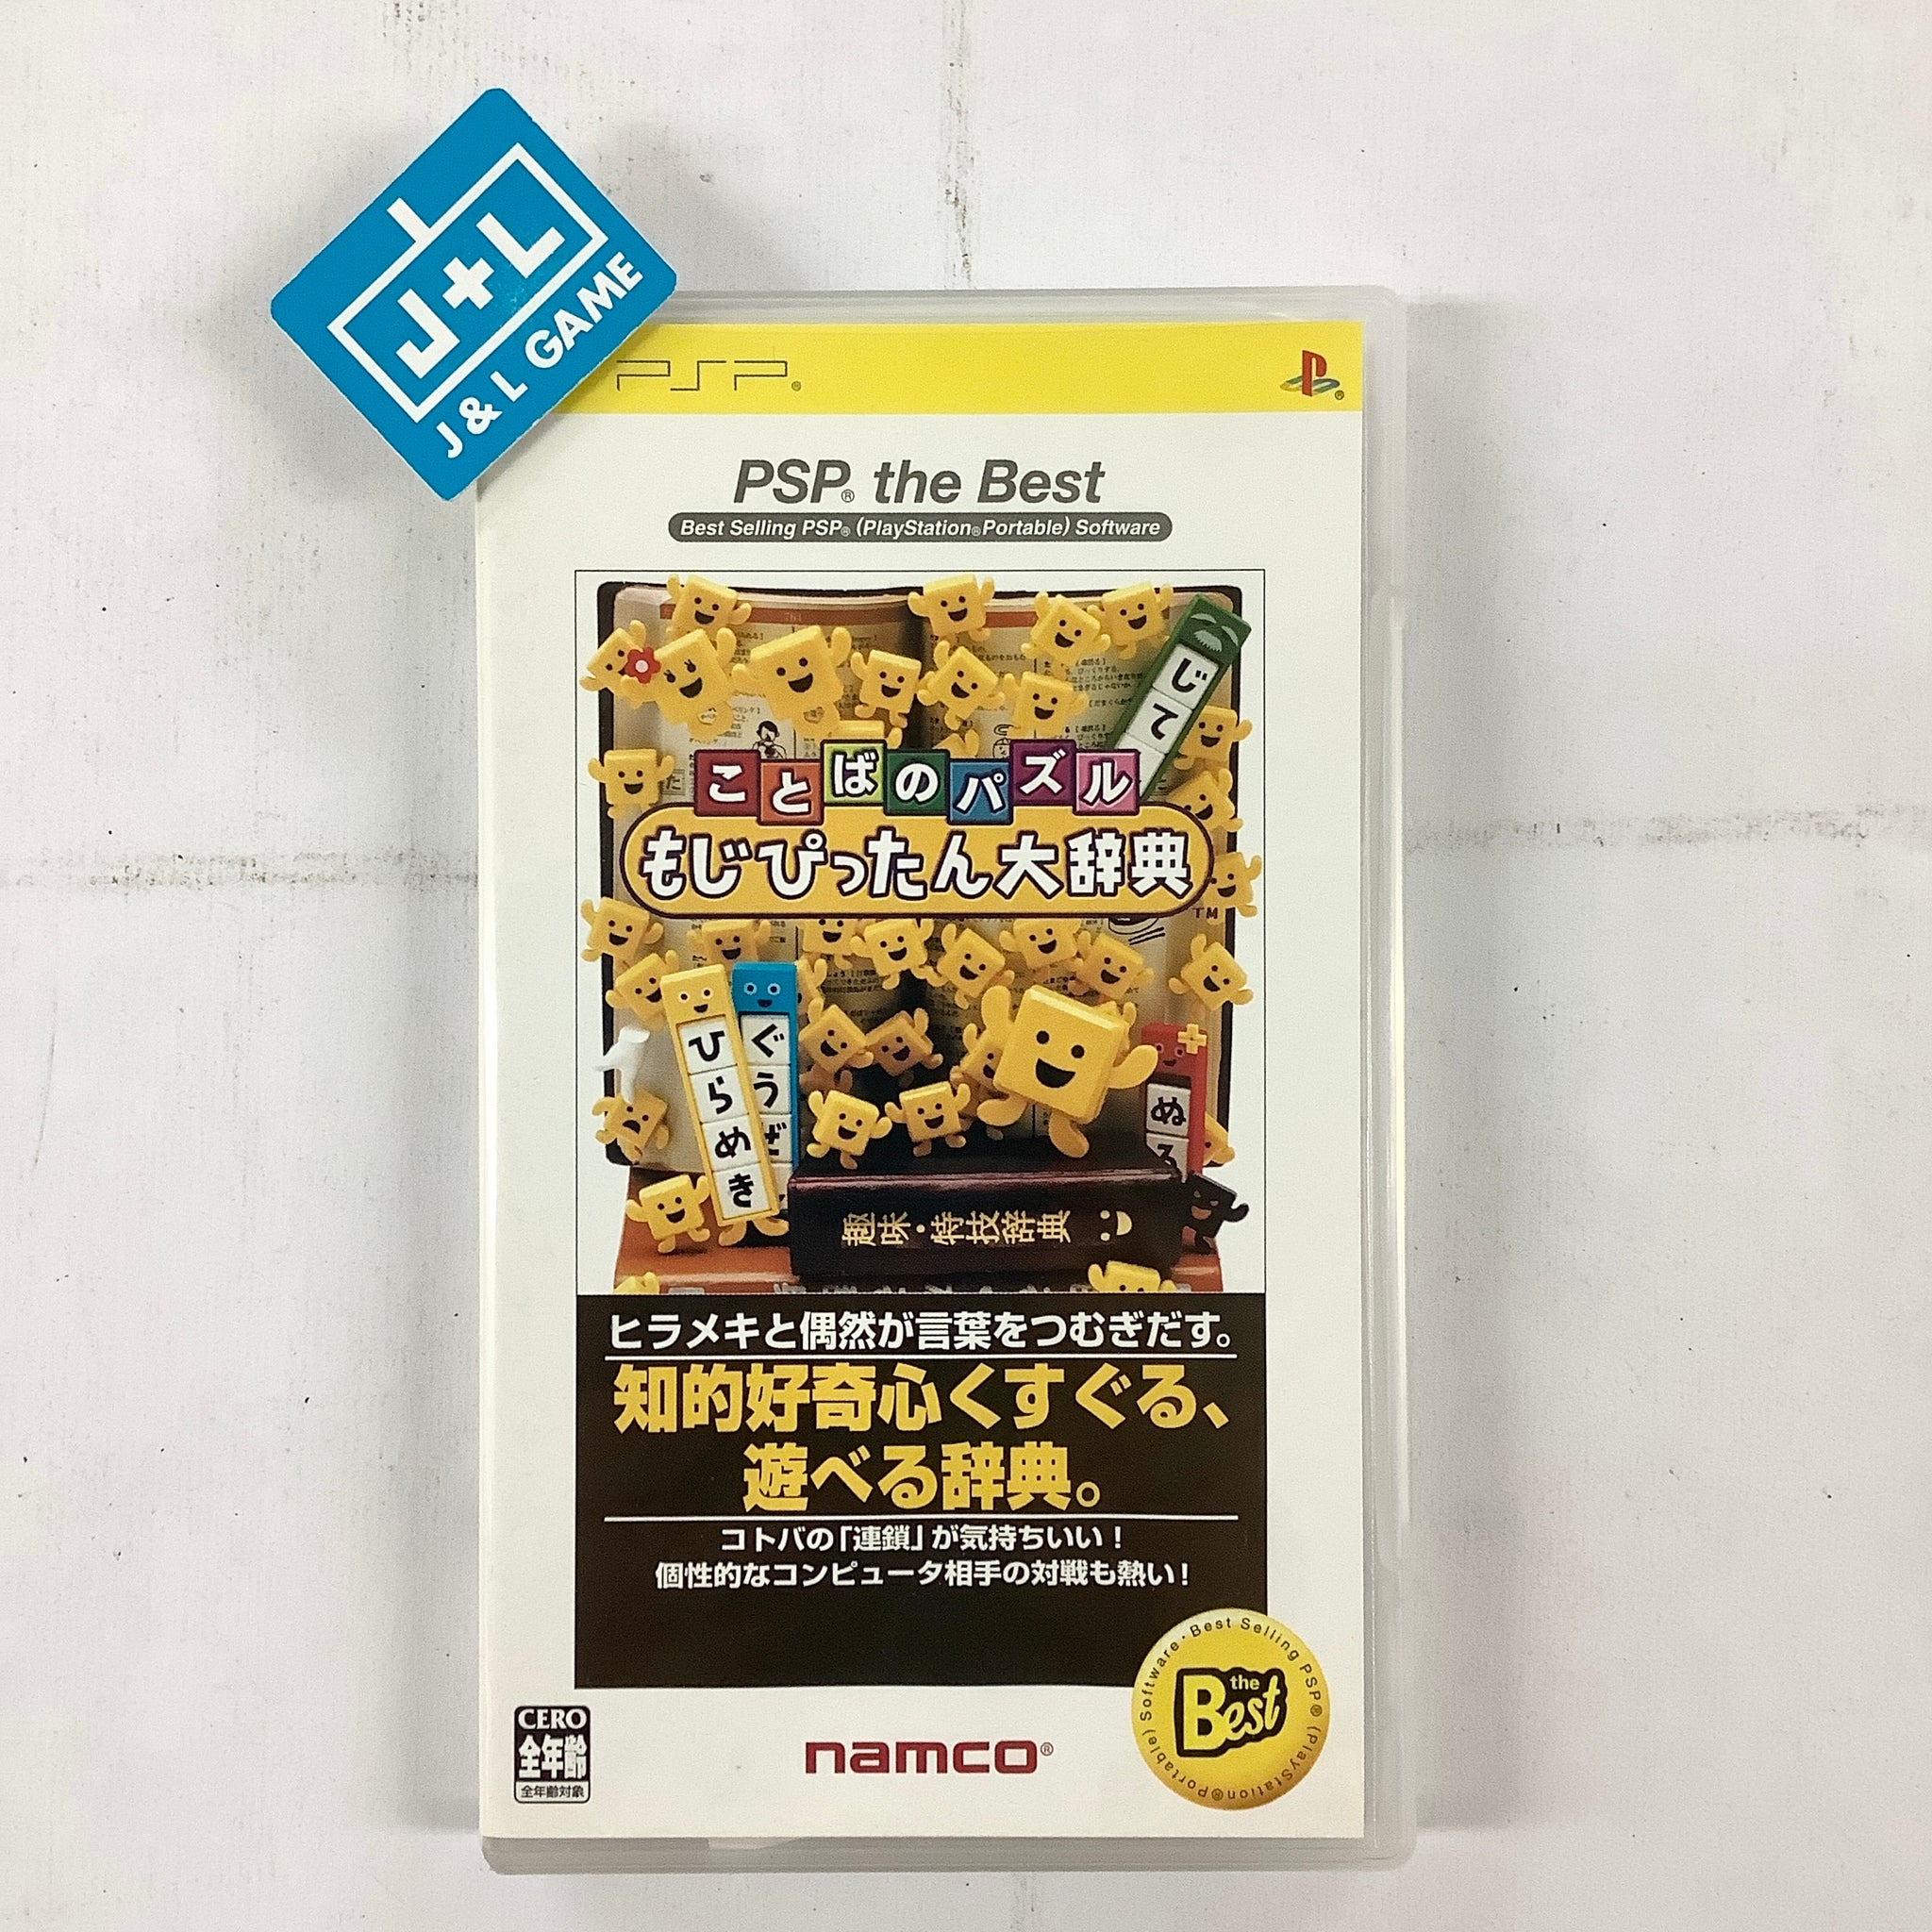 J+L
J & L GAME
PSP®
PSP® the Best
Best Selling PSP® (PlayStation®Portable) Software
じて
ことばのパズル
もじぴったん大辞典
TM
ひらめき
ぐうぜ
ぬ
趣味・特技辞典
ヒラメキと偶然が言葉をつむぎだす。
知的好奇心くすぐる、
遊べる辞典。
コトバの「連鎖」が気持ちいい!
個性的なコンピュータ相手の対戦も熱い!
CERO
全年齢
全年齢対象
namco®
the
Best
Best Selling PSP® (PlayStation®Portable) Software